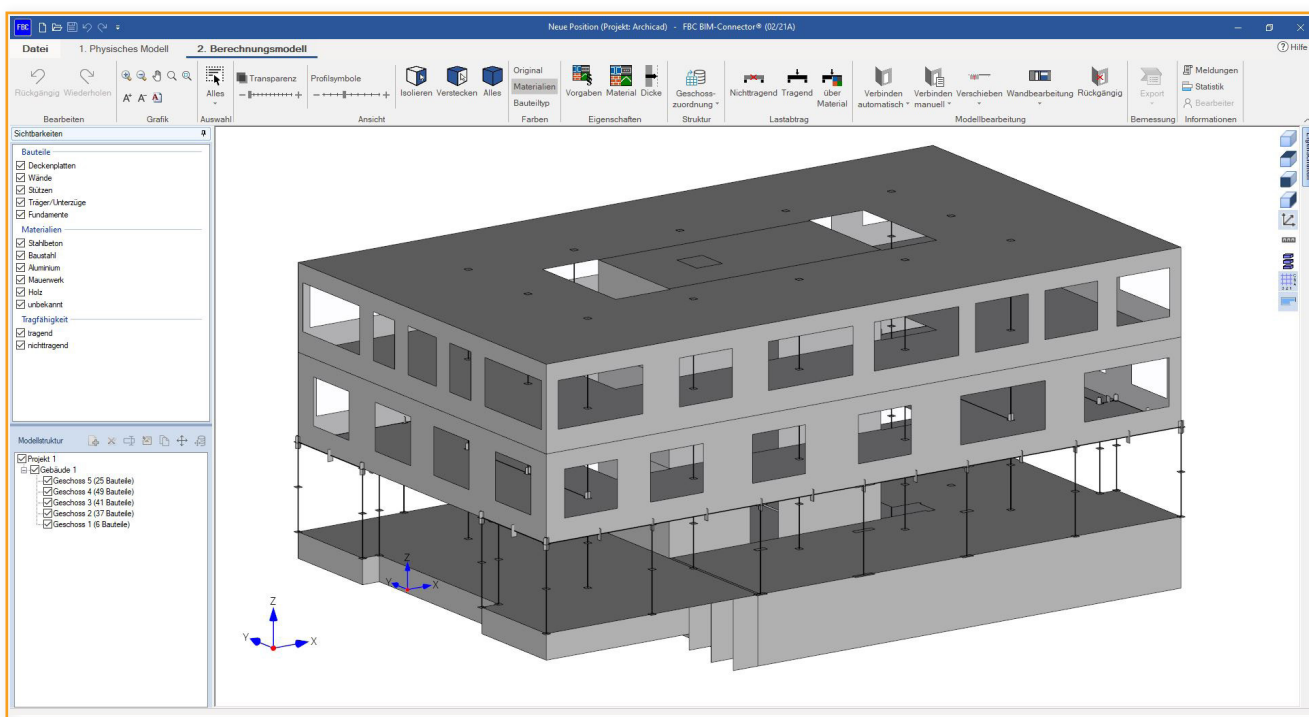 FBC Neue Position (Projekt: Archicad) - FBC BIM-Connector® (02/21A)
Datei 1. Physisches Modell 2. Berechnungsmodell Hilfe
Rückgängig Wiederholen
A+ A- A
Alles
Transparenz Profilsymbole
Isolieren Verstecken Alles
Original
Materialien
Bauteiltyp
Vorgaben Material Dicke
Geschoss-
zuordnung
Nichttragend Tragend über
Material
Verbinden
automatisch
Verbinden
manuell
Verschieben Wandbearbeitung Rückgängig
Export
Meldungen
Statistik
Bearbeiter
Bearbeiten Grafik Auswahl Ansicht Farben Eigenschaften Struktur Lastabtrag Modellbearbeitung Bemessung Informationen
Sichtbarkeiten
Bauteile
Deckenplatten
Wände
Stützen
Träger/Unterzüge
Fundamente
Materialien
Stahlbeton
Baustahl
Aluminium
Mauerwerk
Holz
unbekannt
Tragfähigkeit
tragend
nichttragend
Modellstruktur
Projekt 1
Gebäude 1
Geschoss 5 (25 Bauteile)
Geschoss 4 (49 Bauteile)
Geschoss 3 (41 Bauteile)
Geschoss 2 (37 Bauteile)
Geschoss 1 (6 Bauteile)
Z
Y X
Z
Y X